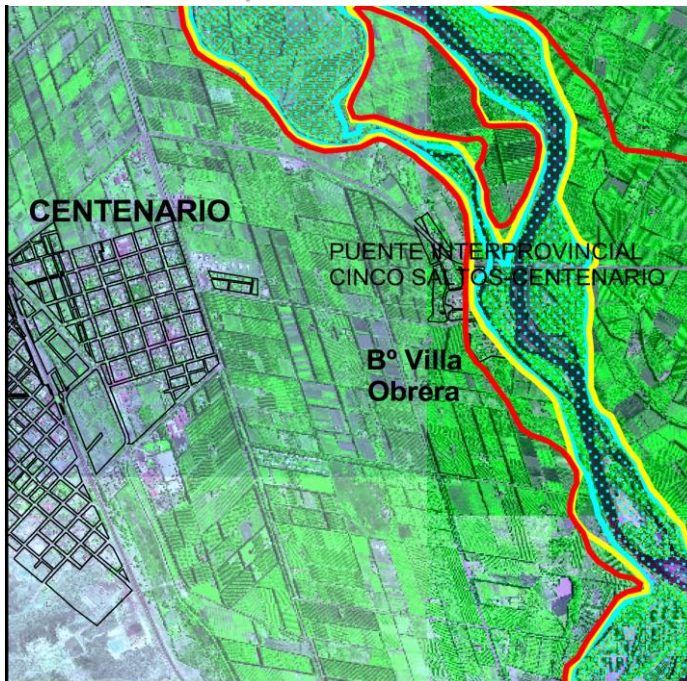 CENTENARIO
PUENTE INTERPROVINCIAL
CINCO SALTOS-CENTENARIO
Bº Villa
Obrera